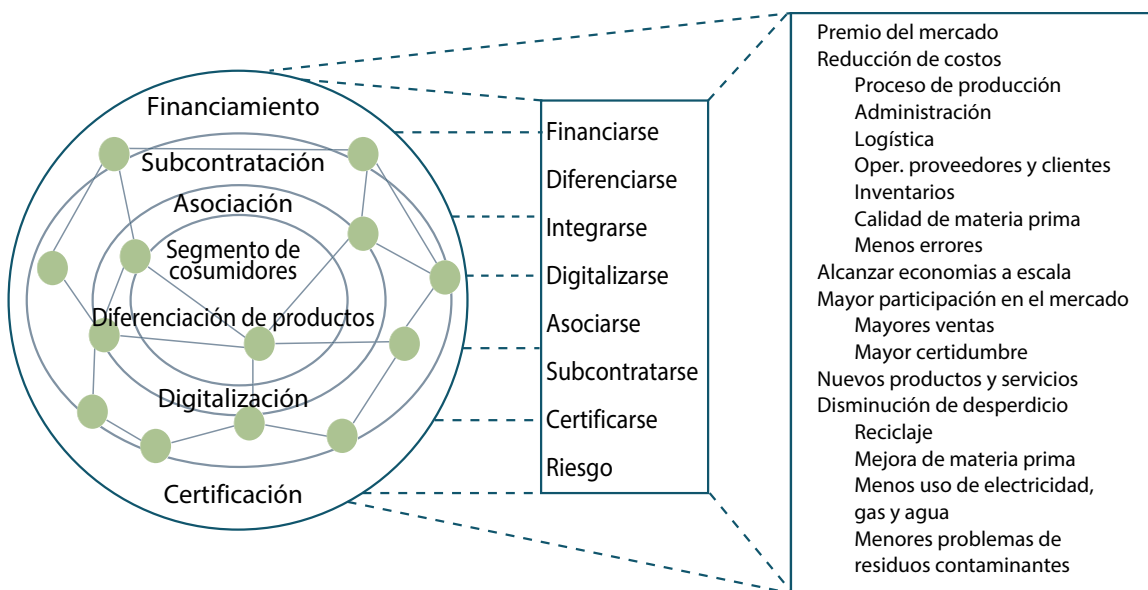 Financiamiento
Subcontratación
Asociación
Segmento de
cosumidores
Diferenciación de productos
Digitalización
Certificación
Financiarse
Diferenciarse
Integrarse
Digitalizarse
Asociarse
Subcontratarse
Certificarse
Riesgo
Premio del mercado
Reducción de costos
Proceso de producción
Administración
Logística
Oper. proveedores y clientes
Inventarios
Calidad de materia prima
Menos errores
Alcanzar economias a escala
Mayor participación en el mercado
Mayores ventas
Mayor certidumbre
Nuevos productos y servicios
Disminución de desperdicio
Reciclaje
Mejora de materia prima
Menos uso de electricidad,
gas y agua
Menores problemas de
residuos contaminantes